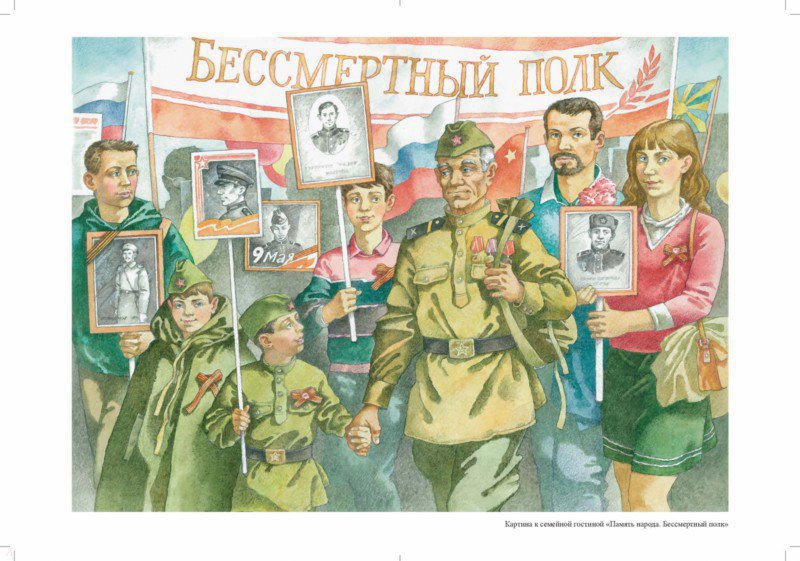 БЕССМЕРТНЫЙ ПОЛК
9 МАЯ
Картина к семейной гостиной «Память народа. Бессмертный полк»